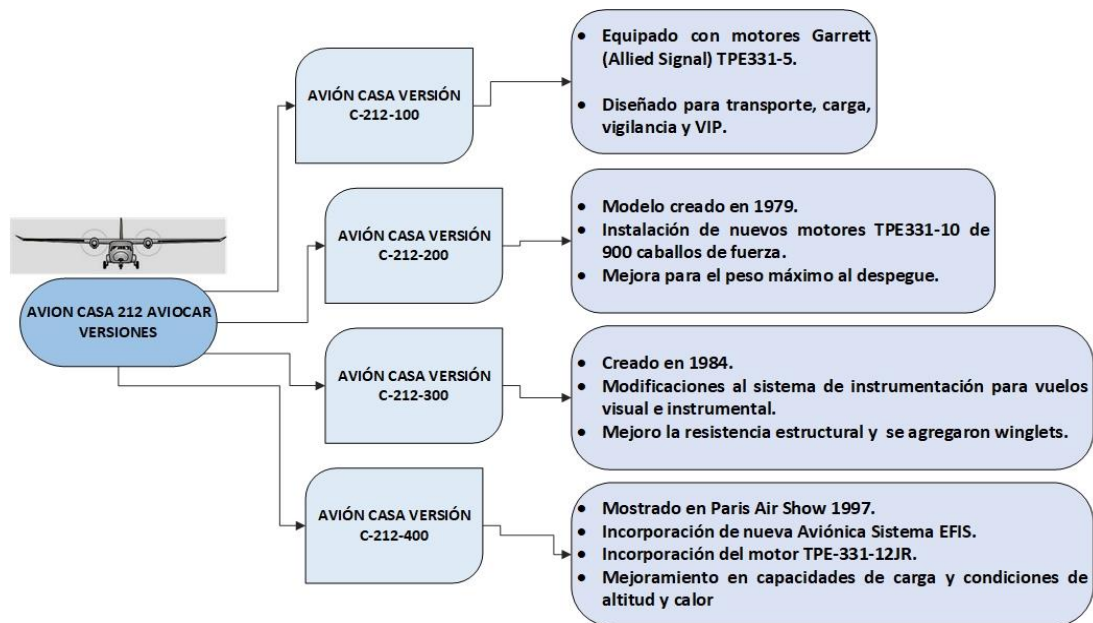 AVION CASA 212 AVIOCAR
VERSIONES
AVIÓN CASA VERSIÓN
C-212-100
• Equipado con motores Garrett
(Allied Signal) TPE331-5.
• Diseñado para transporte, carga,
vigilancia y VIP.
AVIÓN CASA VERSIÓN
C-212-200
• Modelo creado en 1979.
• Instalación de nuevos motores TPE331-10 de
900 caballos de fuerza.
• Mejora para el peso máximo al despegue.
AVIÓN CASA VERSIÓN
C-212-300
• Creado en 1984.
• Modificaciones al sistema de instrumentación para vuelos
visual e instrumental.
• Mejoro la resistencia estructural y se agregaron winglets.
AVIÓN CASA VERSIÓN
C-212-400
• Mostrado en Paris Air Show 1997.
• Incorporación de nueva Aviónica Sistema EFIS.
• Incorporación del motor TPE-331-12JR.
• Mejoramiento en capacidades de carga y condiciones de
altitud y calor